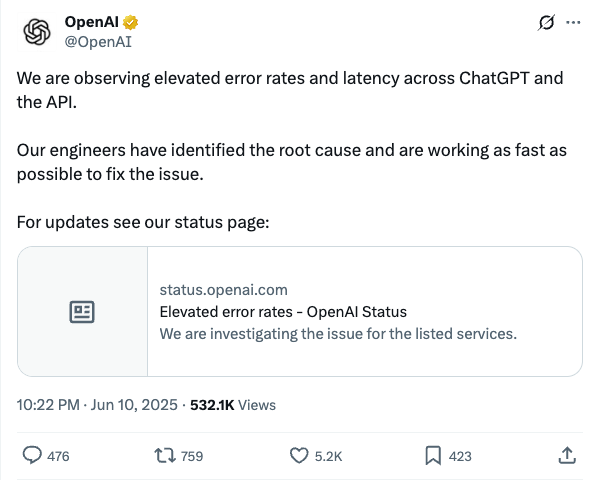 OpenAI
@OpenAI
We are observing elevated error rates and latency across ChatGPT and
the API.
Our engineers have identified the root cause and are working as fast as
possible to fix the issue.
For updates see our status page:
status.openai.com
Elevated error rates - OpenAI Status
We are investigating the issue for the listed services.
10:22 PM · Jun 10, 2025 · 532.1K Views
476 759 5.2K 423